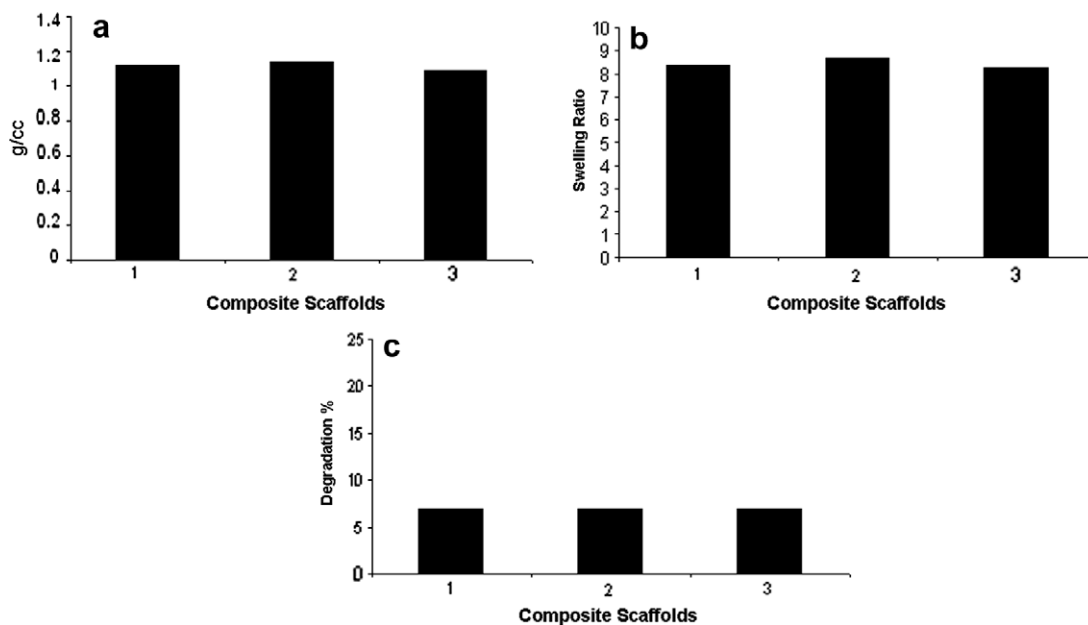 a
1.4
1.2
1
0.8
0.6
0.4
0.2
0
g/cc
1 2 3
Composite Scaffolds
b
10
9
8
7
6
5
4
3
2
1
0
Swelling Ratio
1 2 3
Composite Scaffolds
c
25
20
15
10
5
0
Degradation %
1 2 3
Composite Scaffolds